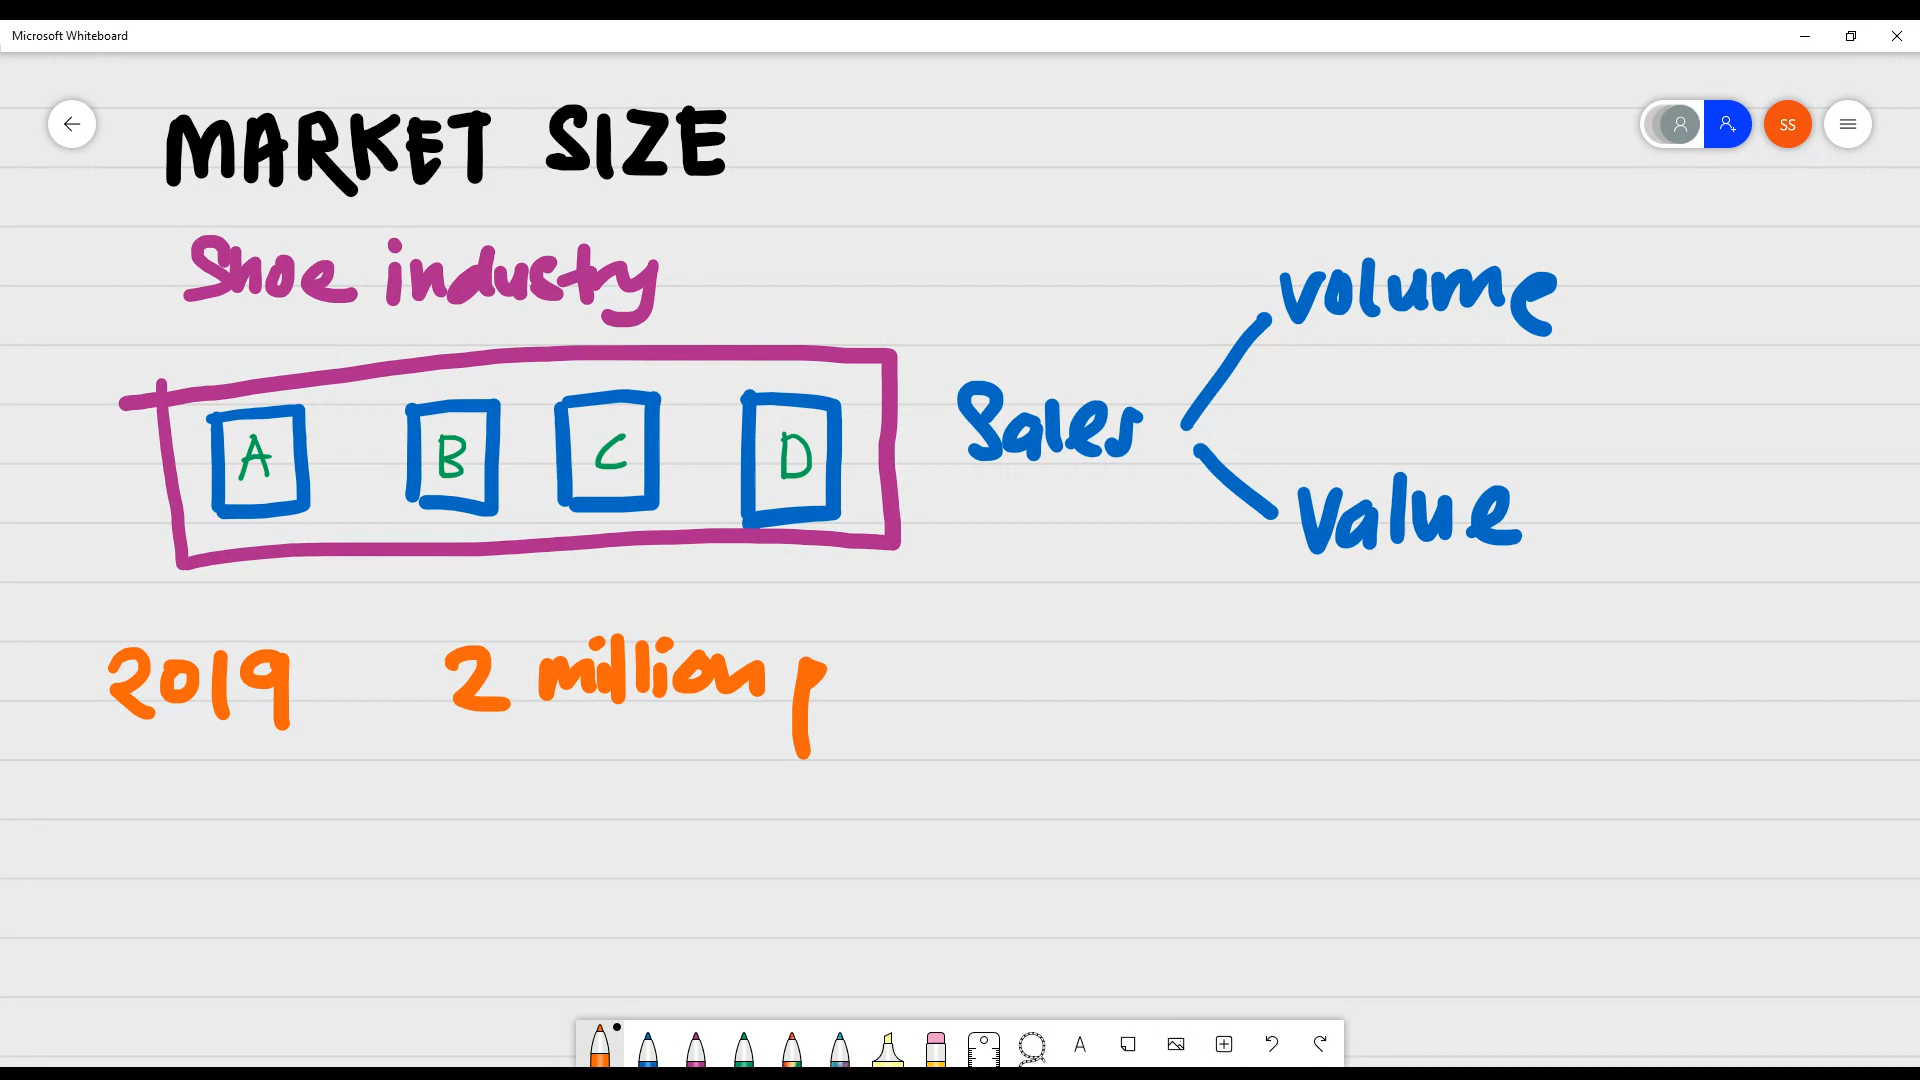 Microsoft Whiteboard
MARKET SIZE
SS
Shoe industry
A B C D
Sales
volume
value
2019 2 million p
A